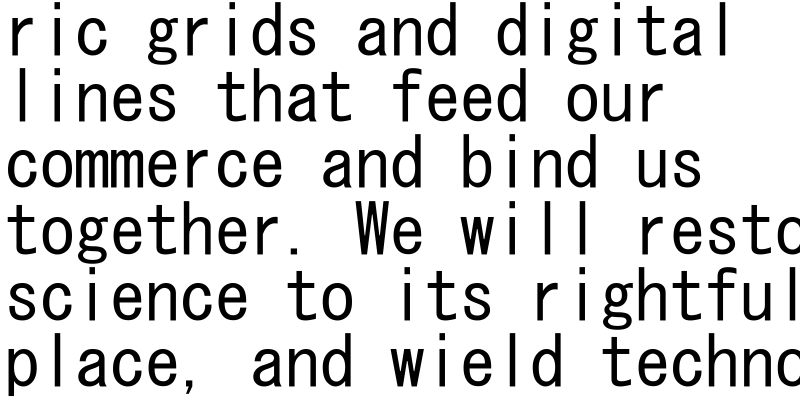 ric grids and digital
lines that feed our
commerce and bind us
together. We will resto
science to its rightful
place, and wield techno